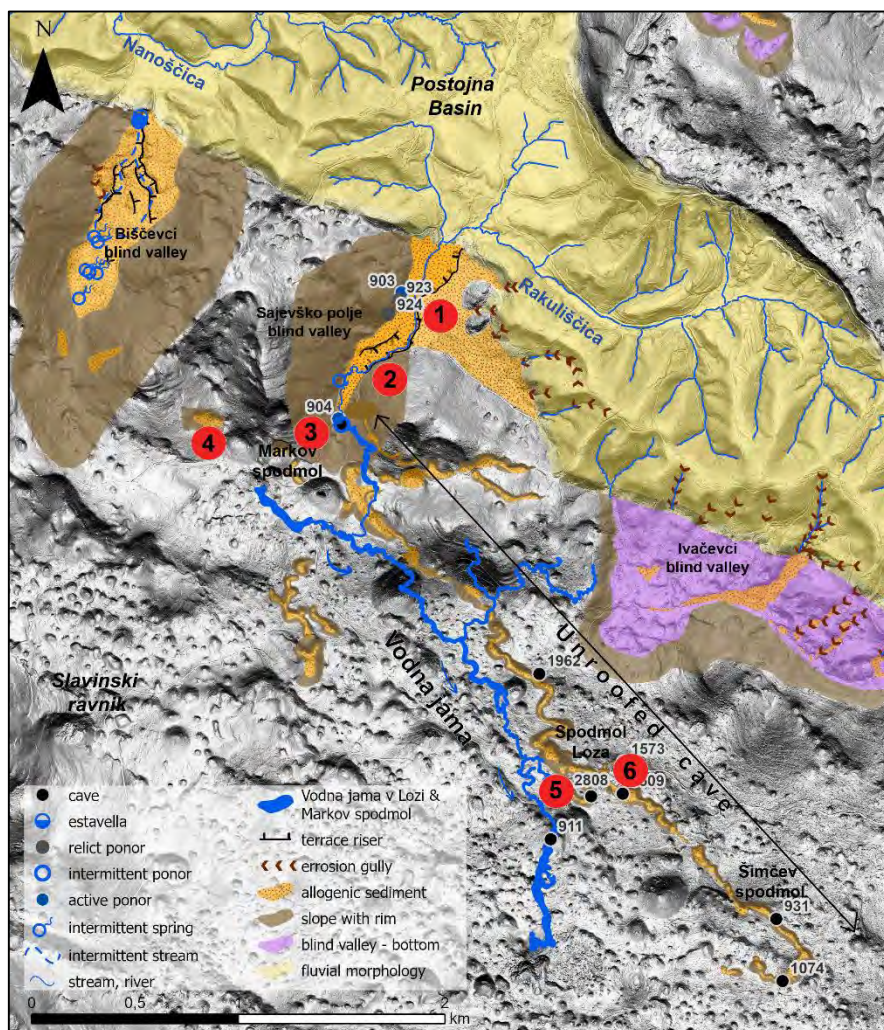 N
Nanoščica
Postojna
Basin
Biščevci
blind valley
903
923
924
1
Sajevško polje
blind valley
Rakuliščica
2
904
3
4
Markov
spodmol
Ivačevci
blind valley
Unroofed cave
Vodna jama
1962
Slavinski
ravnik
Spodmol
Loza
1573
6
5
2808
609
911
Šimčev
spodmol
931
1074
cave
estavella
relict ponor
intermittent ponor
active ponor
intermittent spring
intermittent stream
stream, river
Vodna jama v Lozi &
Markov spodmol
terrace riser
errosion gully
allogenic sediment
slope with rim
blind valley - bottom
fluvial morphology
0
0,5
1
2
km